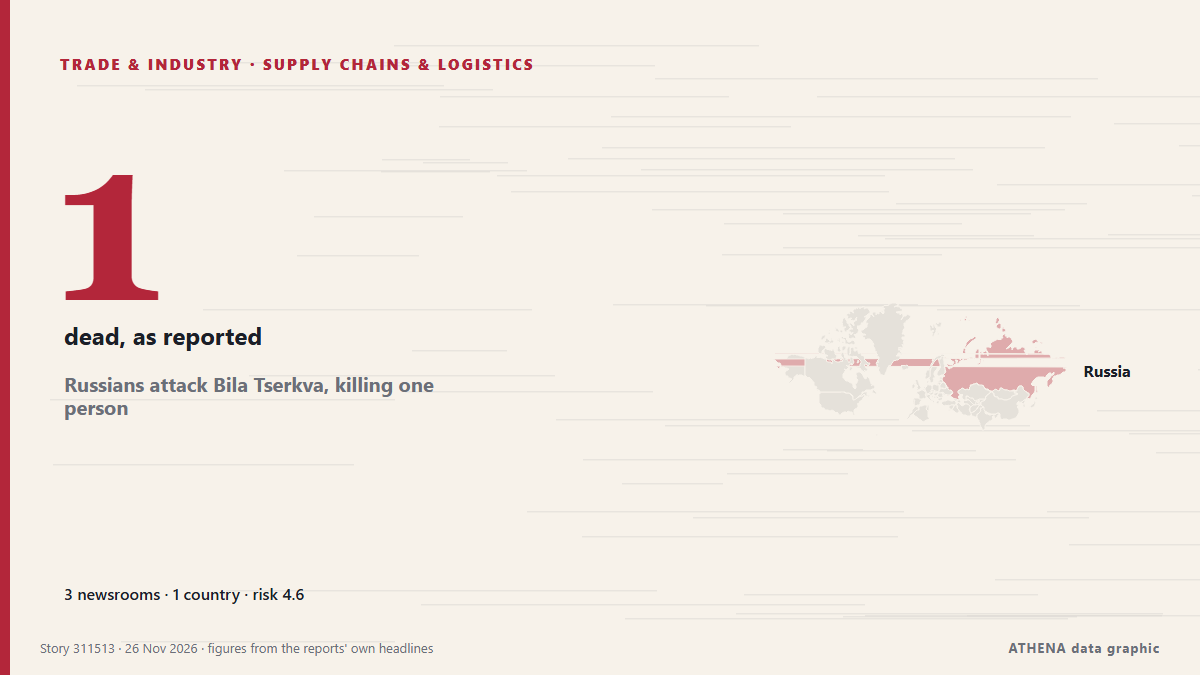 TRADE & INDUSTRY · SUPPLY CHAINS & LOGISTICS
1
dead, as reported
Russians attack Bila Tserkva, killing one
person
Russia
3 newsrooms · 1 country · risk 4.6
Story 311513 · 26 Nov 2026 · figures from the reports' own headlines
ATHENA data graphic